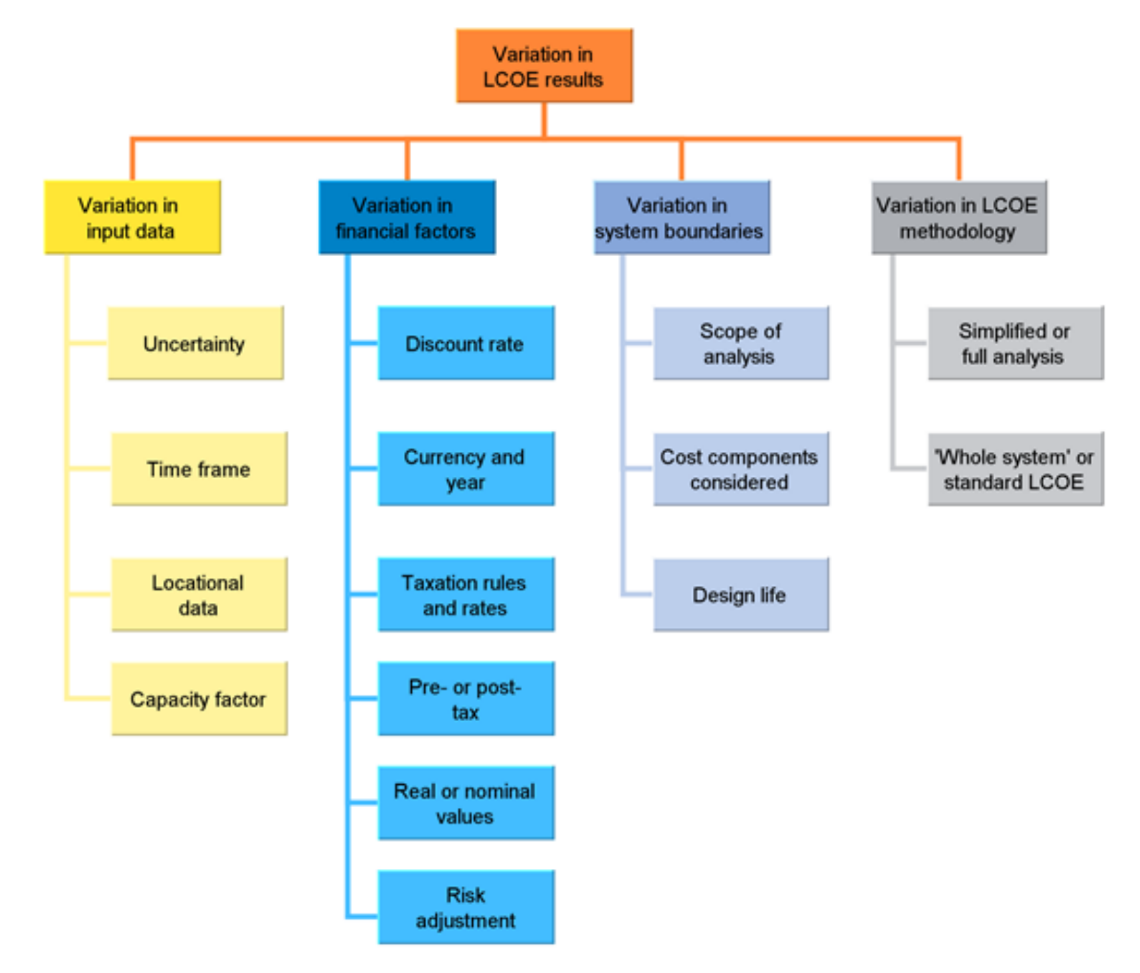 Variation in
LCOE results
Variation in
input data
Uncertainty
Time frame
Locational
data
Capacity factor
Variation in
financial factors
Discount rate
Currency and
year
Taxation rules
and rates
Pre- or post-
tax
Real or nominal
values
Risk
adjustment
Variation in
system boundaries
Scope of
analysis
Cost components
considered
Design life
Variation in LCOE
methodology
Simplified or
full analysis
'Whole system' or
standard LCOE